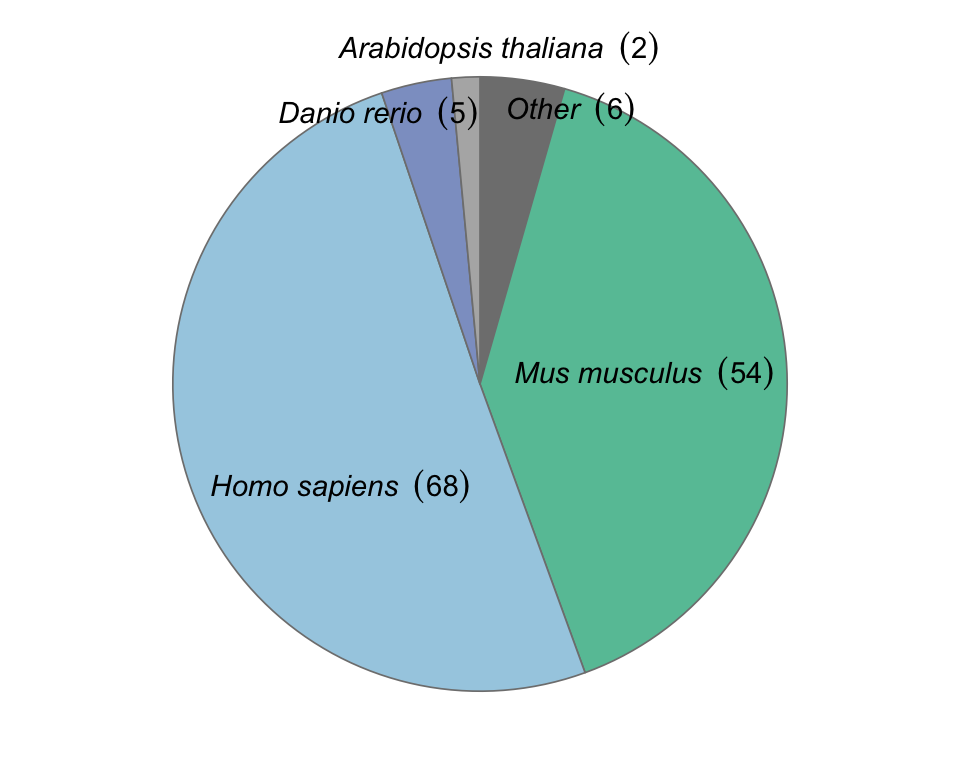 Arabidopsis thaliana (2)
Danio rerio (5)
Other (6)
Mus musculus (54)
Homo sapiens (68)